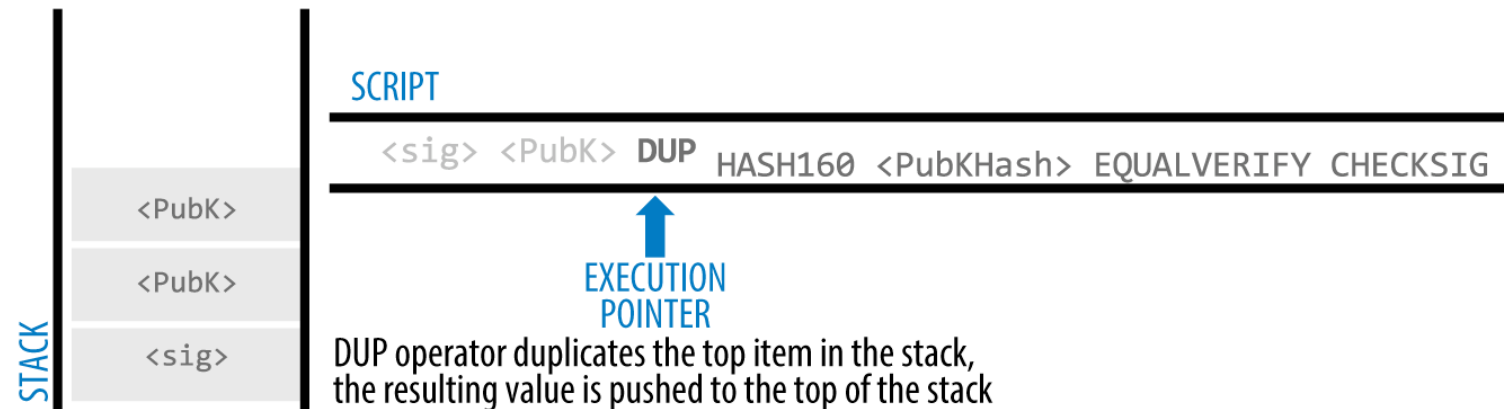 SCRIPT
<sig> <PubK> DUP HASH160 <PubKHash> EQUALVERIFY CHECKSIG
<PubK>
<PubK>
<sig>
STACK
EXECUTION
POINTER
DUP operator duplicates the top item in the stack,
the resulting value is pushed to the top of the stack